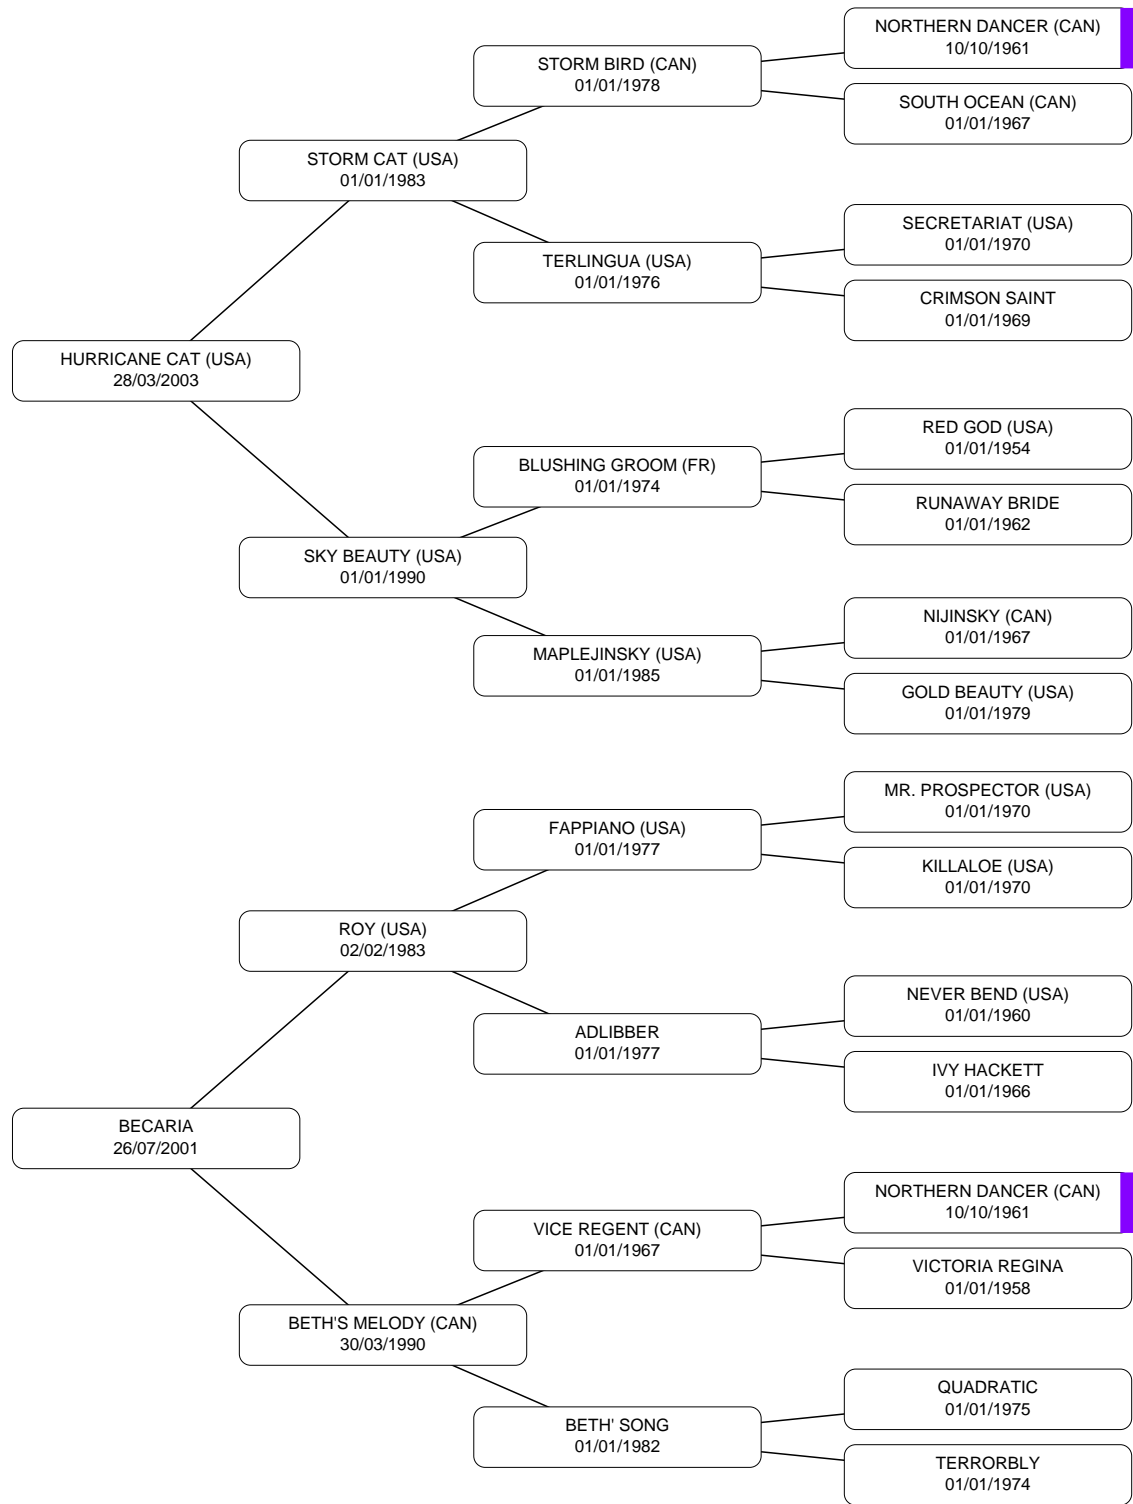 NORTHERN DANCER (CAN)
10/10/1961
STORM BIRD (CAN)
01/01/1978
SOUTH OCEAN (CAN)
01/01/1967
STORM CAT (USA)
01/01/1983
SECRETARIAT (USA)
01/01/1970
TERLINGUA (USA)
01/01/1976
CRIMSON SAINT
01/01/1969
HURRICANE CAT (USA)
28/03/2003
RED GOD (USA)
01/01/1954
BLUSHING GROOM (FR)
01/01/1974
RUNAWAY BRIDE
01/01/1962
SKY BEAUTY (USA)
01/01/1990
NIJINSKY (CAN)
01/01/1967
MAPLEJINSKY (USA)
01/01/1985
GOLD BEAUTY (USA)
01/01/1979
MR. PROSPECTOR (USA)
01/01/1970
FAPPIANO (USA)
01/01/1977
KILLALOE (USA)
01/01/1970
ROY (USA)
02/02/1983
NEVER BEND (USA)
01/01/1960
ADLIBBER
01/01/1977
IVY HACKETT
01/01/1966
BECARIA
26/07/2001
NORTHERN DANCER (CAN)
10/10/1961
VICE REGENT (CAN)
01/01/1967
VICTORIA REGINA
01/01/1958
BETH'S MELODY (CAN)
30/03/1990
QUADRATIC
01/01/1975
BETH' SONG
01/01/1982
TERRORBLY
01/01/1974